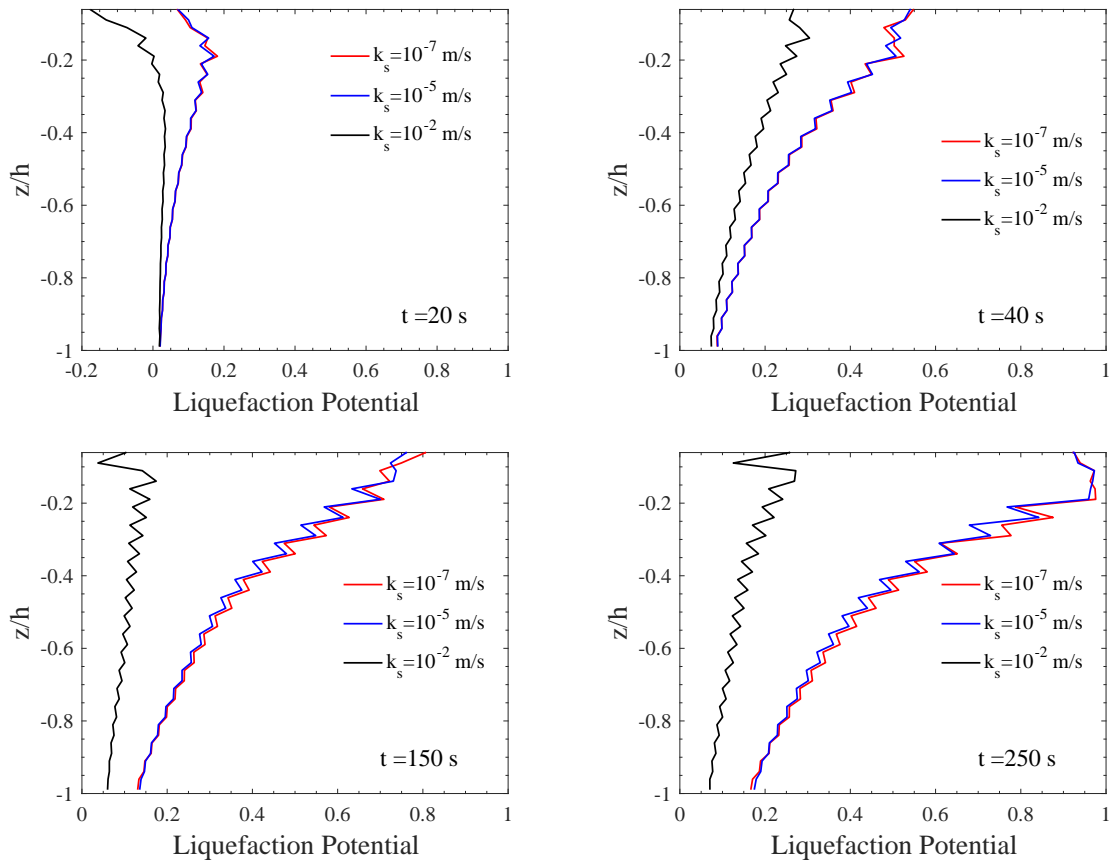 -0.2
-0.4
-0.6
-0.8
-1
z/h
-0.2 0 0.2 0.4 0.6 0.8 1
Liquefaction Potential
k_s=10^-7 m/s
k_s=10^-5 m/s
k_s=10^-2 m/s
t =20 s
-0.2
-0.4
-0.6
-0.8
-1
z/h
0 0.2 0.4 0.6 0.8 1
Liquefaction Potential
k_s=10^-7 m/s
k_s=10^-5 m/s
k_s=10^-2 m/s
t =40 s
-0.2
-0.4
-0.6
-0.8
-1
z/h
0 0.2 0.4 0.6 0.8 1
Liquefaction Potential
k_s=10^-7 m/s
k_s=10^-5 m/s
k_s=10^-2 m/s
t =150 s
-0.2
-0.4
-0.6
-0.8
-1
z/h
0 0.2 0.4 0.6 0.8 1
Liquefaction Potential
k_s=10^-7 m/s
k_s=10^-5 m/s
k_s=10^-2 m/s
t =250 s